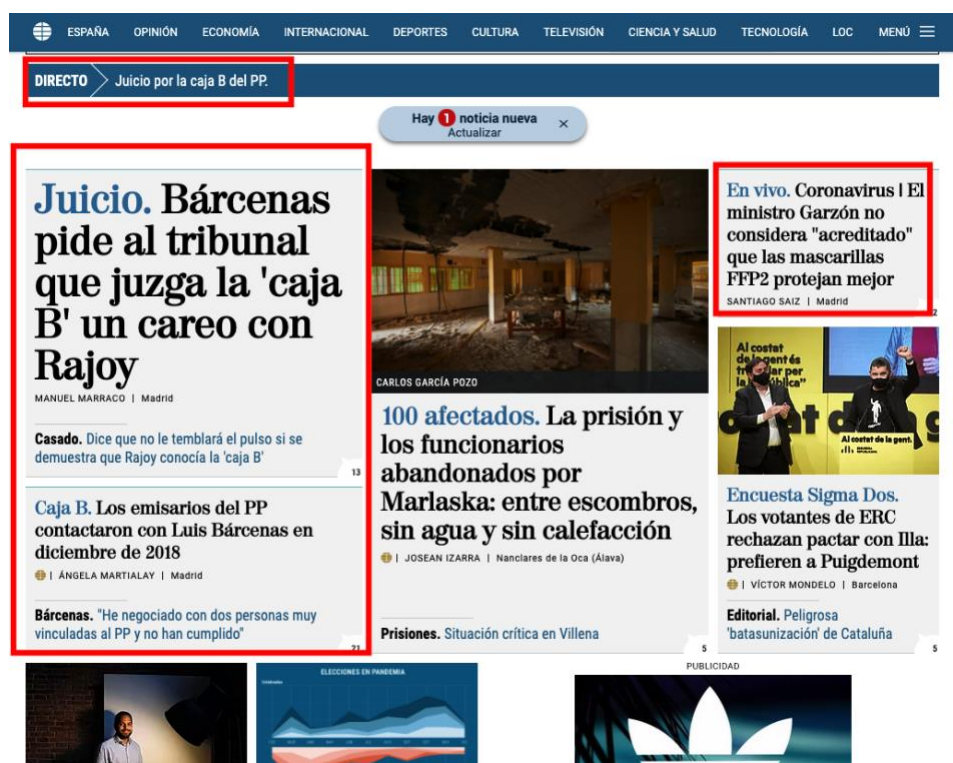 ESPAÑA OPINIÓN ECONOMÍA INTERNACIONAL DEPORTES CULTURA TELEVISIÓN CIENCIA Y SALUD TECNOLOGÍA LOC MENÚ
DIRECTO Juicio por la caja B del PP.
Hay 1 noticia nueva
Actualizar
Juicio. Bárcenas
pide al tribunal
que juzga la 'caja
B' un careo con
Rajoy
MANUEL MARRACO | Madrid
Casado. Dice que no le temblará el pulso si se
demuestra que Rajoy conocía la 'caja B'
13
Caja B. Los emisarios del PP
contactaron con Luis Bárcenas en
diciembre de 2018
ÁNGELA MARTIALAY | Madrid
Bárcenas. "He negociado con dos personas muy
vinculadas al PP y no han cumplido"
21
CARLOS GARCÍA POZO
100 afectados. La prisión y
los funcionarios
abandonados por
Marlaska: entre escombros,
sin agua y sin calefacción
JOSEAN IZARRA | Nanclares de la Oca (Álava)
Prisiones. Situación crítica en Villena
5
En vivo. Coronavirus | El
ministro Garzón no
considera "acreditado"
que las mascarillas
FFP2 protejan mejor
SANTIAGO SAIZ | Madrid
2
Al costat
de la gent és
Al costat de la gent.
Encuesta Sigma Dos.
Los votantes de ERC
rechazan pactar con Illa:
prefieren a Puigdemont
VÍCTOR MONDELO | Barcelona
Editorial. Peligrosa
'batasunización' de Cataluña
5
ELECCIONES EN PANDEMIA
PUBLICIDAD